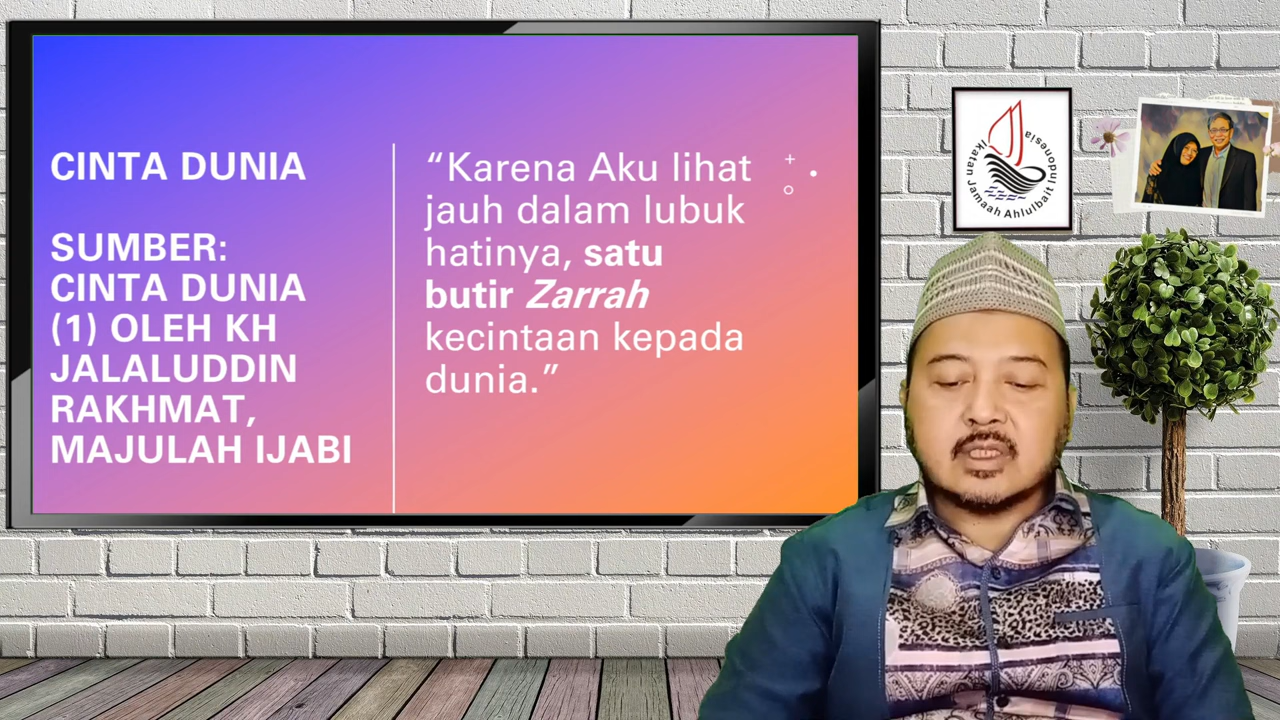 CINTA DUNIA
SUMBER:
CINTA DUNIA
(1) OLEH KH
JALALUDDIN
RAKHMAT,
MAJULAH IJABI
“Karena Aku lihat
jauh dalam lubuk
hatinya, satu
butir Zarrah
kecintaan kepada
dunia.”
Ikatan Jamaah Ahlulbait Indonesia